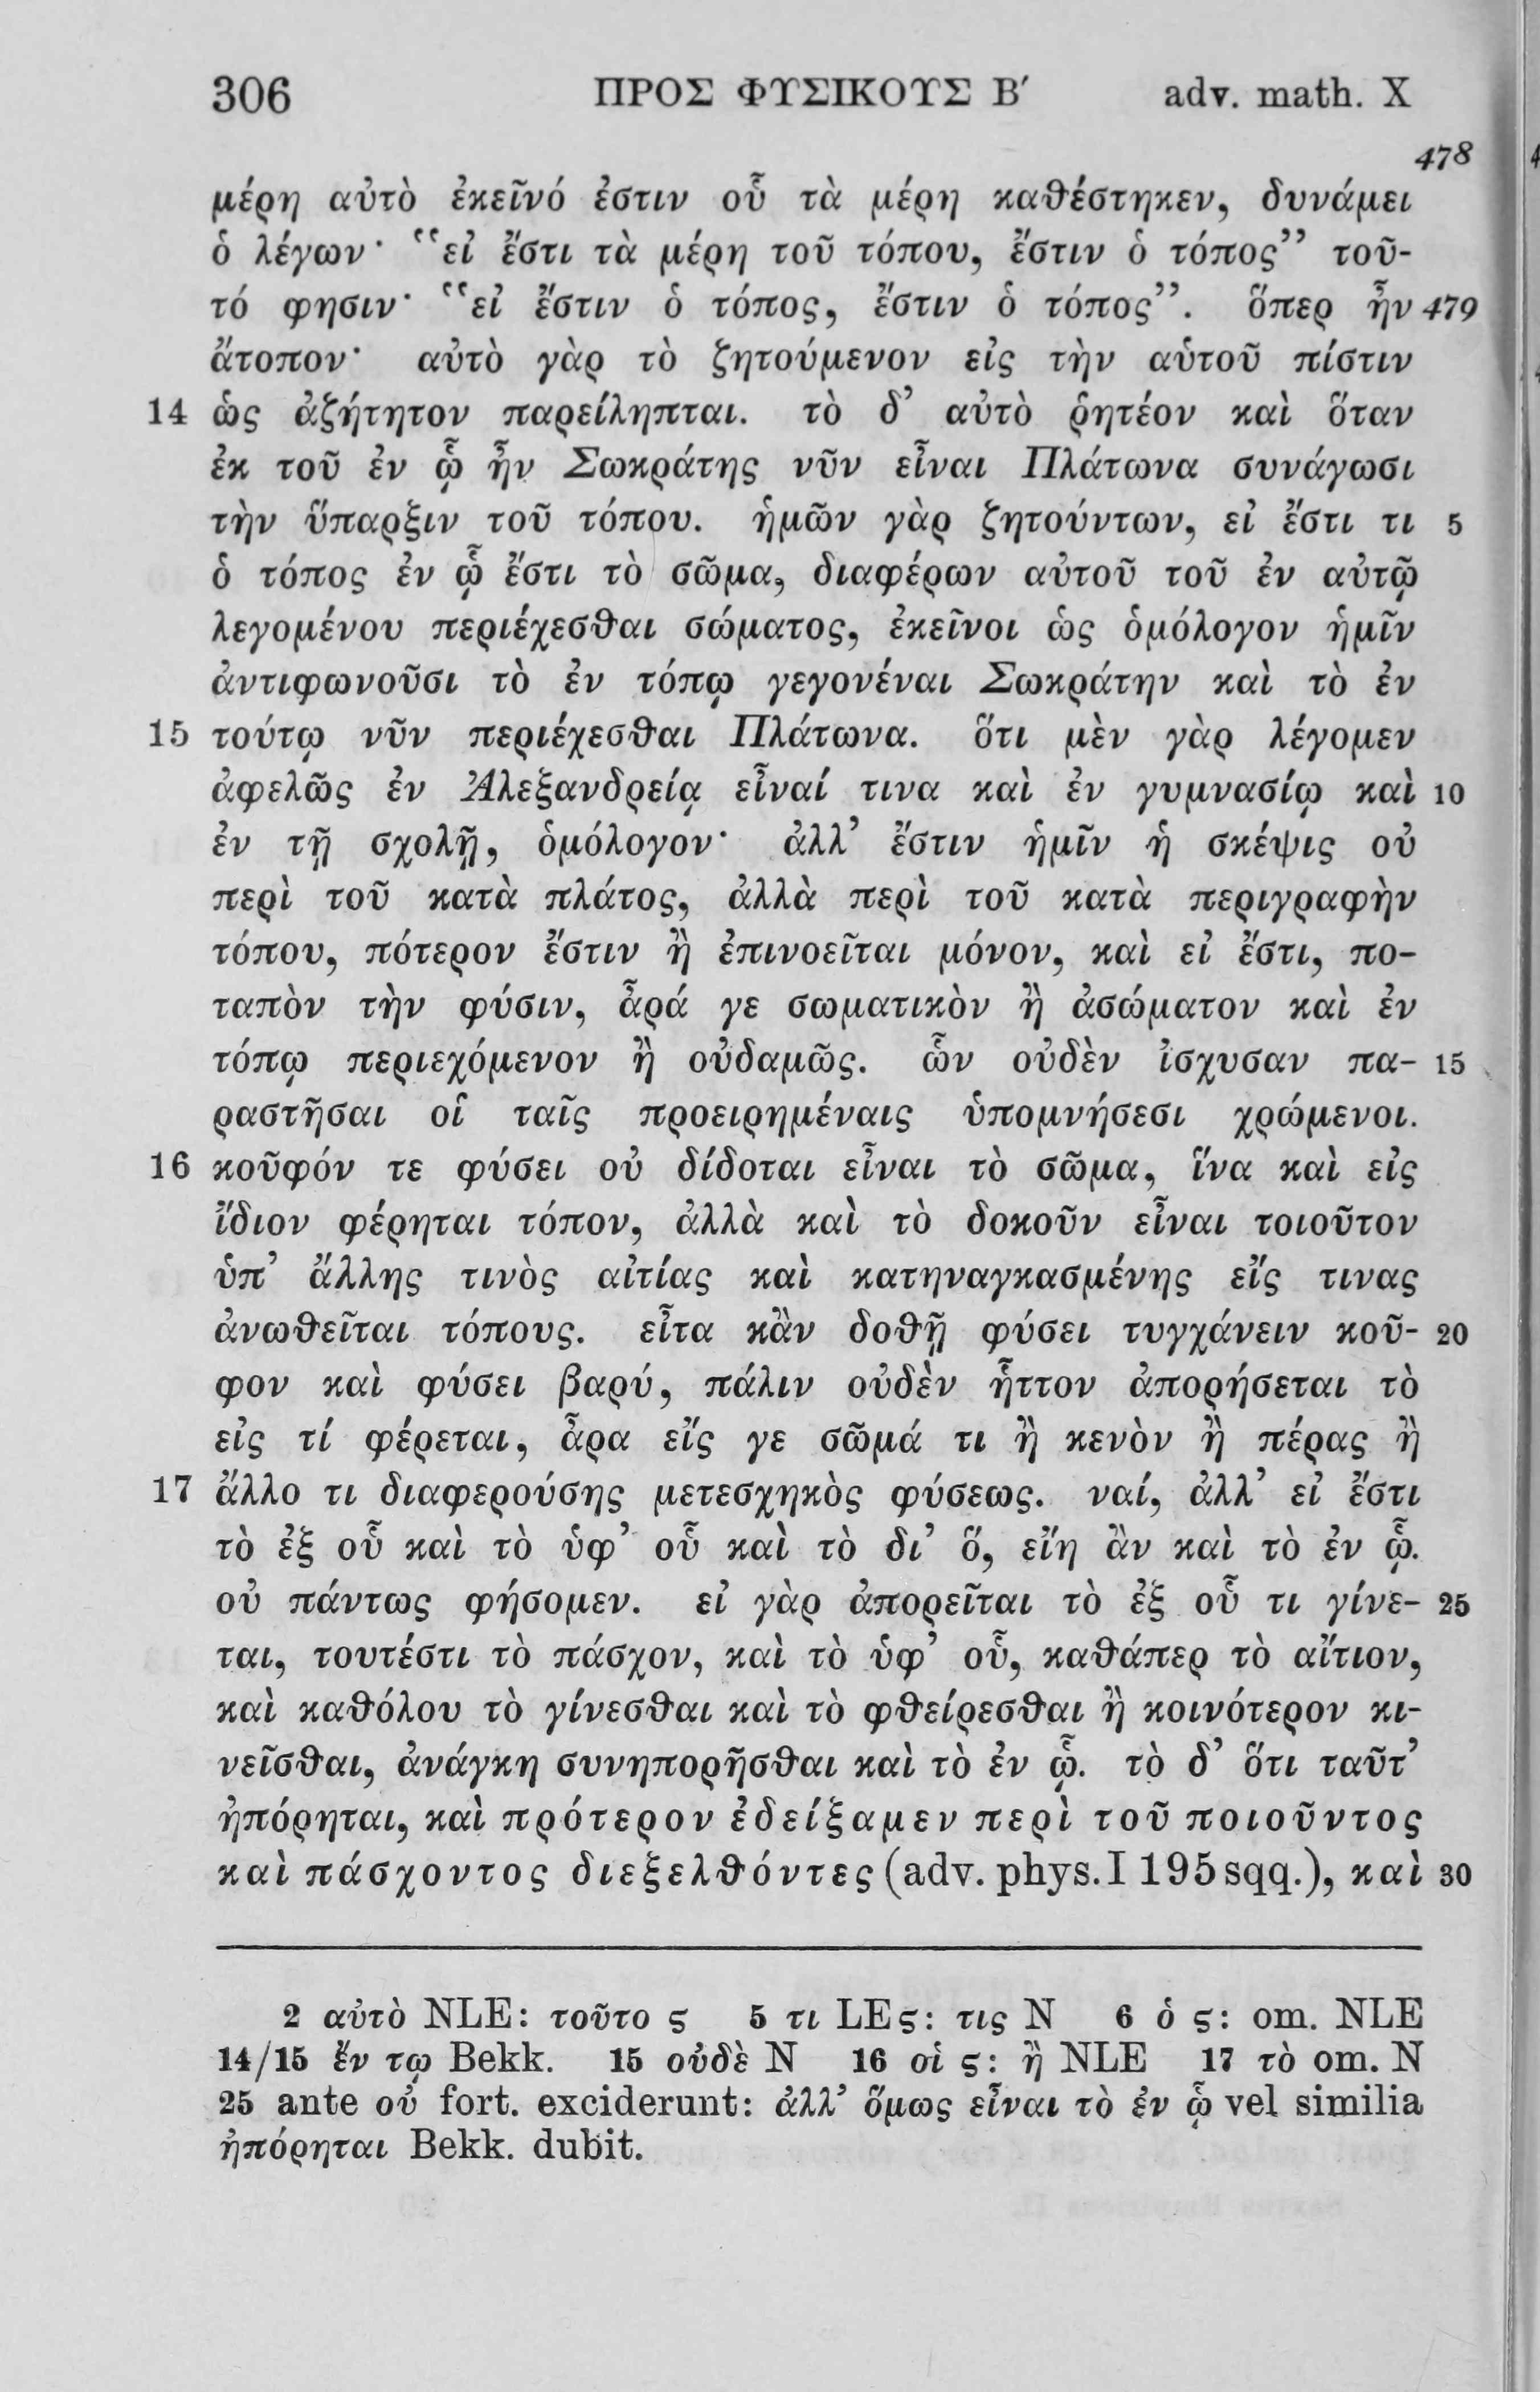 306 ΠΡΟΣ ΦΥΣΙΚΟΥΣ Β′ adv. math. X
478
μέρη αὐτὸ ἐκεῖνό ἐστιν οὗ τὰ μέρη καθέστηκεν, δυνάμει
ὁ λέγων· “εἰ ἔστι τὰ μέρη τοῦ τόπου, ἔστιν ὁ τόπος” τοῦ-
τό φησιν· “εἰ ἔστιν ὁ τόπος, ἔστιν ὁ τόπος”. ὅπερ ἦν 479
ἄτοπον· αὐτὸ γὰρ τὸ ζητούμενον εἰς τὴν αὑτοῦ πίστιν
14 ὡς ἀζήτητον παρείληπται. τὸ δ’ αὐτὸ ῥητέον καὶ ὅταν
ἐκ τοῦ ἐν ᾧ ἦν Σωκράτης νῦν εἶναι Πλάτωνα συνάγωσι
τὴν ὕπαρξιν τοῦ τόπου. ἡμῶν γὰρ ζητούντων, εἰ ἔστι τι 5
ὁ τόπος ἐν ᾧ ἔστι τὸ σῶμα, διαφέρων αὐτοῦ τοῦ ἐν αὐτῷ
λεγομένου περιέχεσθαι σώματος, ἐκεῖνοι ὡς ὁμόλογον ἡμῖν
ἀντιφωνοῦσι τὸ ἐν τόπῳ γεγονέναι Σωκράτην καὶ τὸ ἐν
15 τούτῳ νῦν περιέχεσθαι Πλάτωνα. ὅτι μὲν γὰρ λέγομεν
ἀφελῶς ἐν Ἀλεξανδρείᾳ εἶναί τινα καὶ ἐν γυμνασίῳ καὶ 10
ἐν τῇ σχολῇ, ὁμόλογον· ἀλλ’ ἔστιν ἡμῖν ἡ σκέψις οὐ
περὶ τοῦ κατὰ πλάτος, ἀλλὰ περὶ τοῦ κατὰ περιγραφὴν
τόπου, πότερον ἔστιν ἢ ἐπινοεῖται μόνον, καὶ εἰ ἔστι, πο-
ταπὸν τὴν φύσιν, ἆρά γε σωματικὸν ἢ ἀσώματον καὶ ἐν
τόπῳ περιεχόμενον ἢ οὐδαμῶς. ὧν οὐδὲν ἴσχυσαν πα- 15
ραστῆσαι οἱ ταῖς προειρημέναις ὑπομνήσεσι χρώμενοι.
16 κοῦφόν τε φύσει οὐ δίδοται εἶναι τὸ σῶμα, ἵνα καὶ εἰς
ἴδιον φέρηται τόπον, ἀλλὰ καὶ τὸ δοκοῦν εἶναι τοιοῦτον
ὑπ’ ἄλλης τινὸς αἰτίας καὶ κατηναγκασμένης εἴς τινας
ἀνωθεῖται τόπους. εἶτα κἂν δοθῇ φύσει τυγχάνειν κοῦ- 20
φον καὶ φύσει βαρύ, πάλιν οὐδὲν ἧττον ἀπορήσεται τὸ
εἰς τί φέρεται, ἆρα εἴς γε σῶμά τι ἢ κενὸν ἢ πέρας ἢ
17 ἄλλο τι διαφερούσης μετεσχηκὸς φύσεως. ναί, ἀλλ’ εἰ ἔστι
τὸ ἐξ οὗ καὶ τὸ ὑφ’ οὗ καὶ τὸ δι’ ὅ, εἴη ἂν καὶ τὸ ἐν ᾧ.
οὐ πάντως φήσομεν. εἰ γὰρ ἀπορεῖται τὸ ἐξ οὗ τι γίνε- 25
ται, τουτέστι τὸ πάσχον, καὶ τὸ ὑφ’ οὗ, καθάπερ τὸ αἴτιον,
καὶ καθόλου τὸ γίνεσθαι καὶ τὸ φθείρεσθαι ἢ κοινότερον κι-
νεῖσθαι, ἀνάγκη συνηπορῆσθαι καὶ τὸ ἐν ᾧ. τὸ δ’ ὅτι ταῦτ’
ἠπόρηται, καὶ πρότερον ἐδείξαμεν περὶ τοῦ ποιοῦντος
καὶ πάσχοντος διεξελθόντες (adv. phys. I 195 sqq.), καὶ 30
2 αὐτὸ NLE: τοῦτο ς 5 τι LEς: τις N 6 ὁ ς: om. NLE
14/15 ἔν τῳ Bekk. 15 οὐδὲ N 16 οἱ ς: ἢ NLE 17 τὸ om. N
25 ante οὐ fort. exciderunt: ἀλλ’ ὅμως εἶναι τὸ ἐν ᾧ vel similia
ἠπόρηται Bekk. dubit.